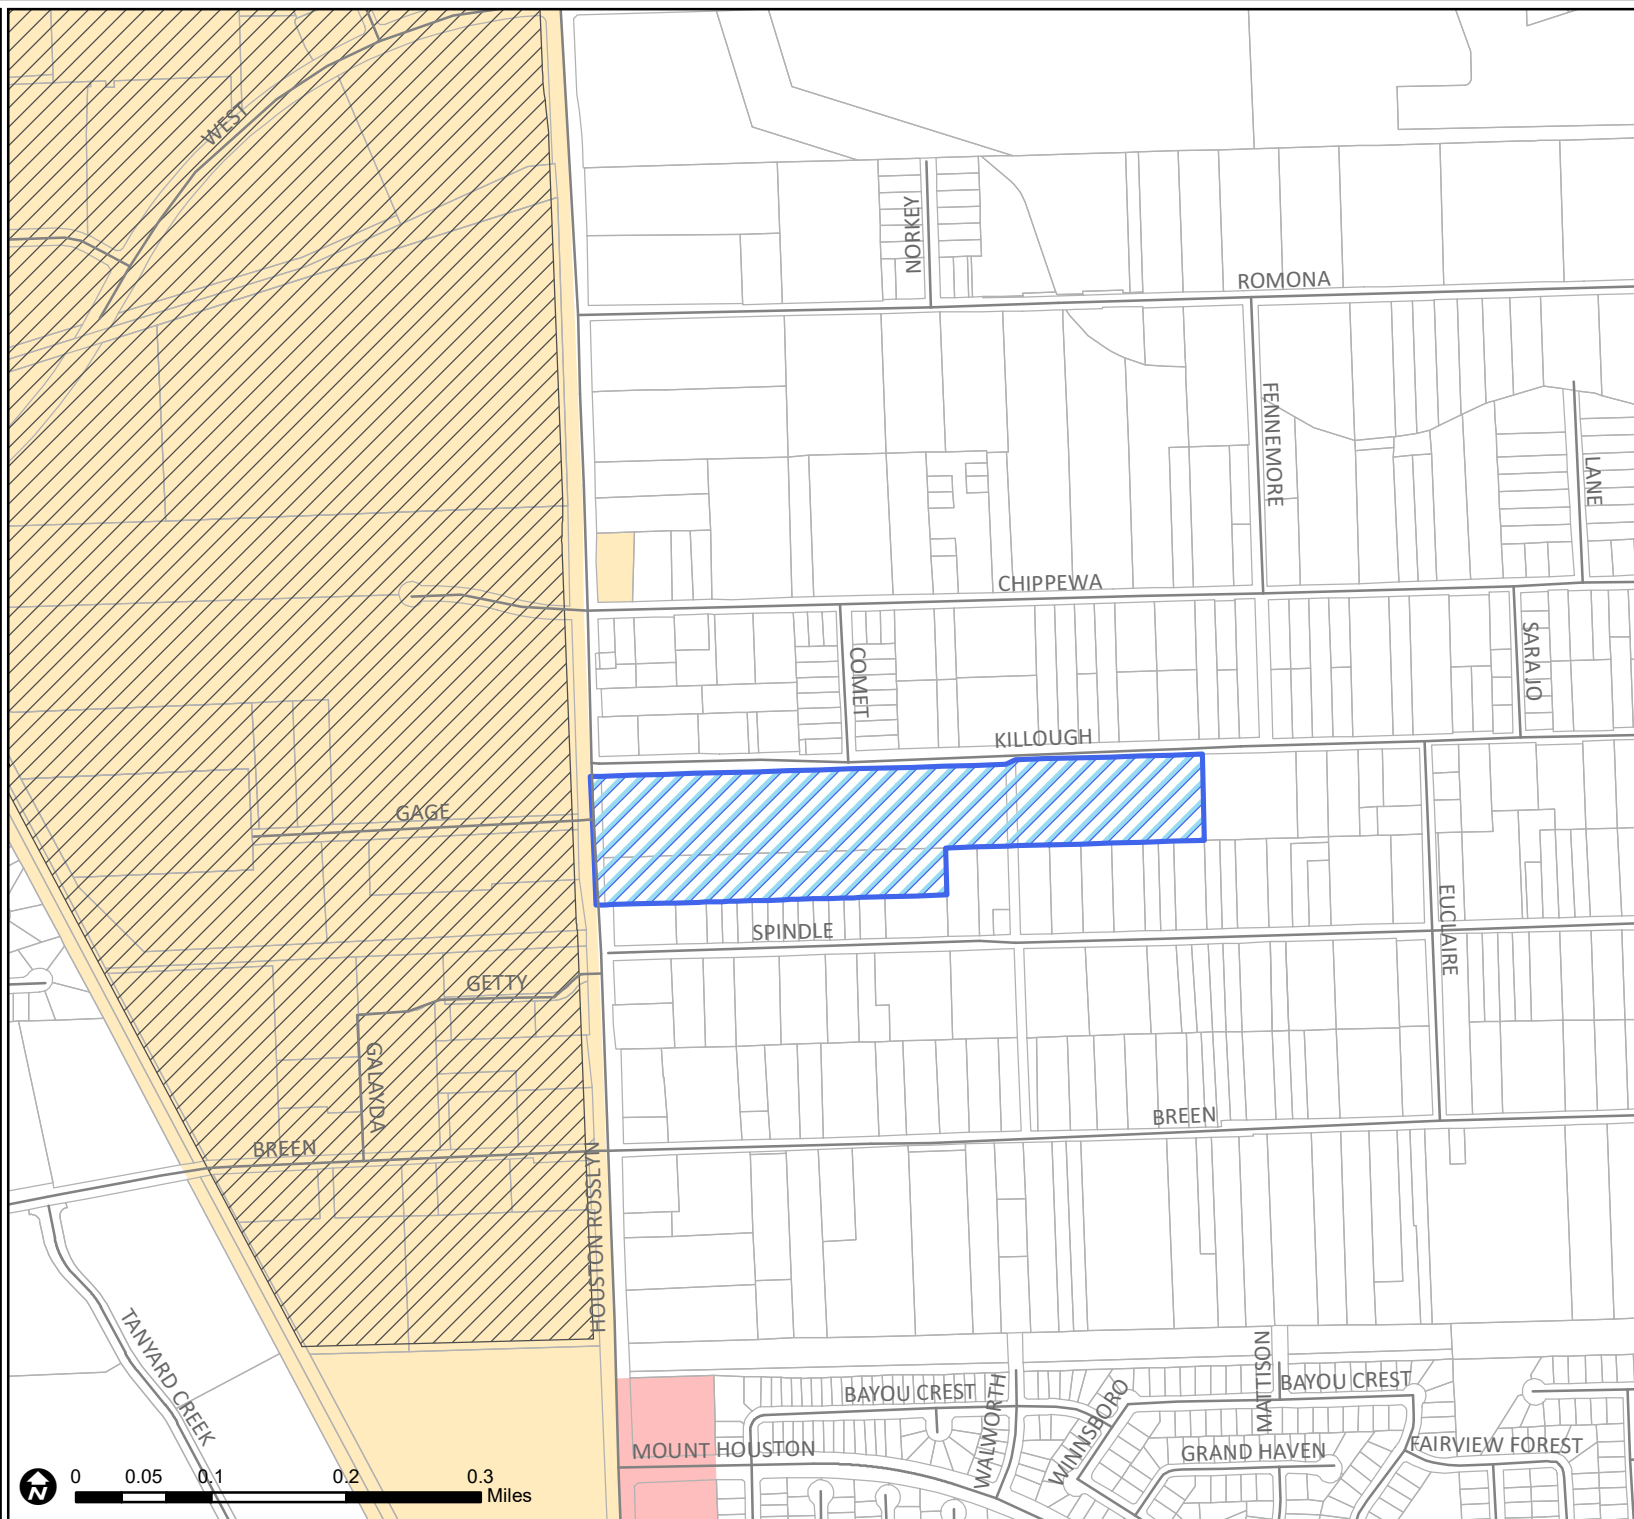 WEST
NORKEY
ROMONA
FENNEMORE
LANE
CHIPPEWA
COMET
SARA JO
KILLOUGH
GAGE
EUCLAIRE
SPINDLE
GETTY
GALAYDA
BREEN
BREEN
HOUSTON ROSSLYN
TANYARD CREEK
MATTISON
BAYOU CREST
BAYOU CREST
WALWORTH
WINNSBORO
MOUNT HOUSTON
GRAND HAVEN
FAIRVIEW FOREST
N
0 0.05 0.1 0.2 0.3
Miles